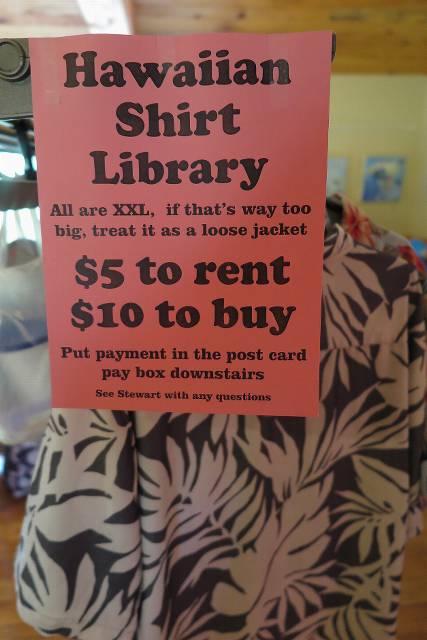 Hawaiian
Shirt
Library
All are XXL, if that's way too
big, treat it as a loose jacket
$5 to rent
$10 to buy
Put payment in the post card
pay box downstairs
See Stewart with any questions